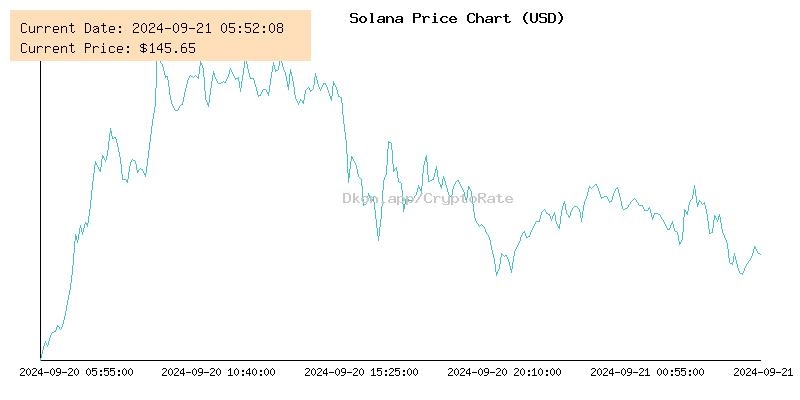 Solana Price Chart (USD)
Current Date: 2024-09-21 05:52:08
Current Price: $145.65
Dkon.app/CryptoRate
2024-09-20 05:55:00
2024-09-20 10:40:00
2024-09-20 15:25:00
2024-09-20 20:10:00
2024-09-21 00:55:00
2024-09-21